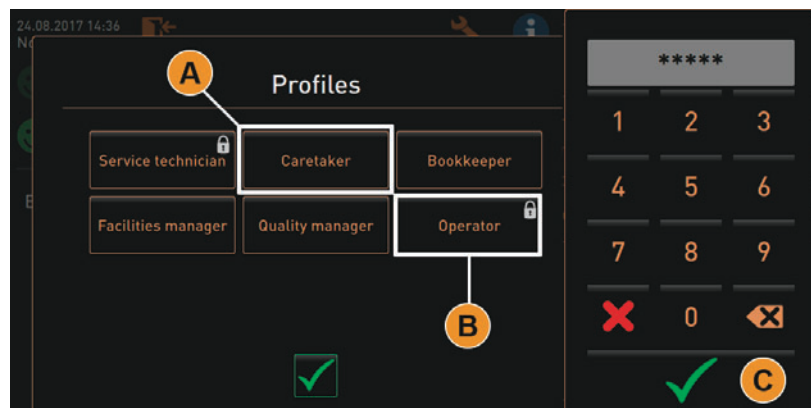 24.08.2017 14:36
A
Profiles
Service technician
Caretaker
Bookkeeper
Facilities manager
Quality manager
Operator
B
*****
1 2 3
4 5 6
7 8 9
0
C